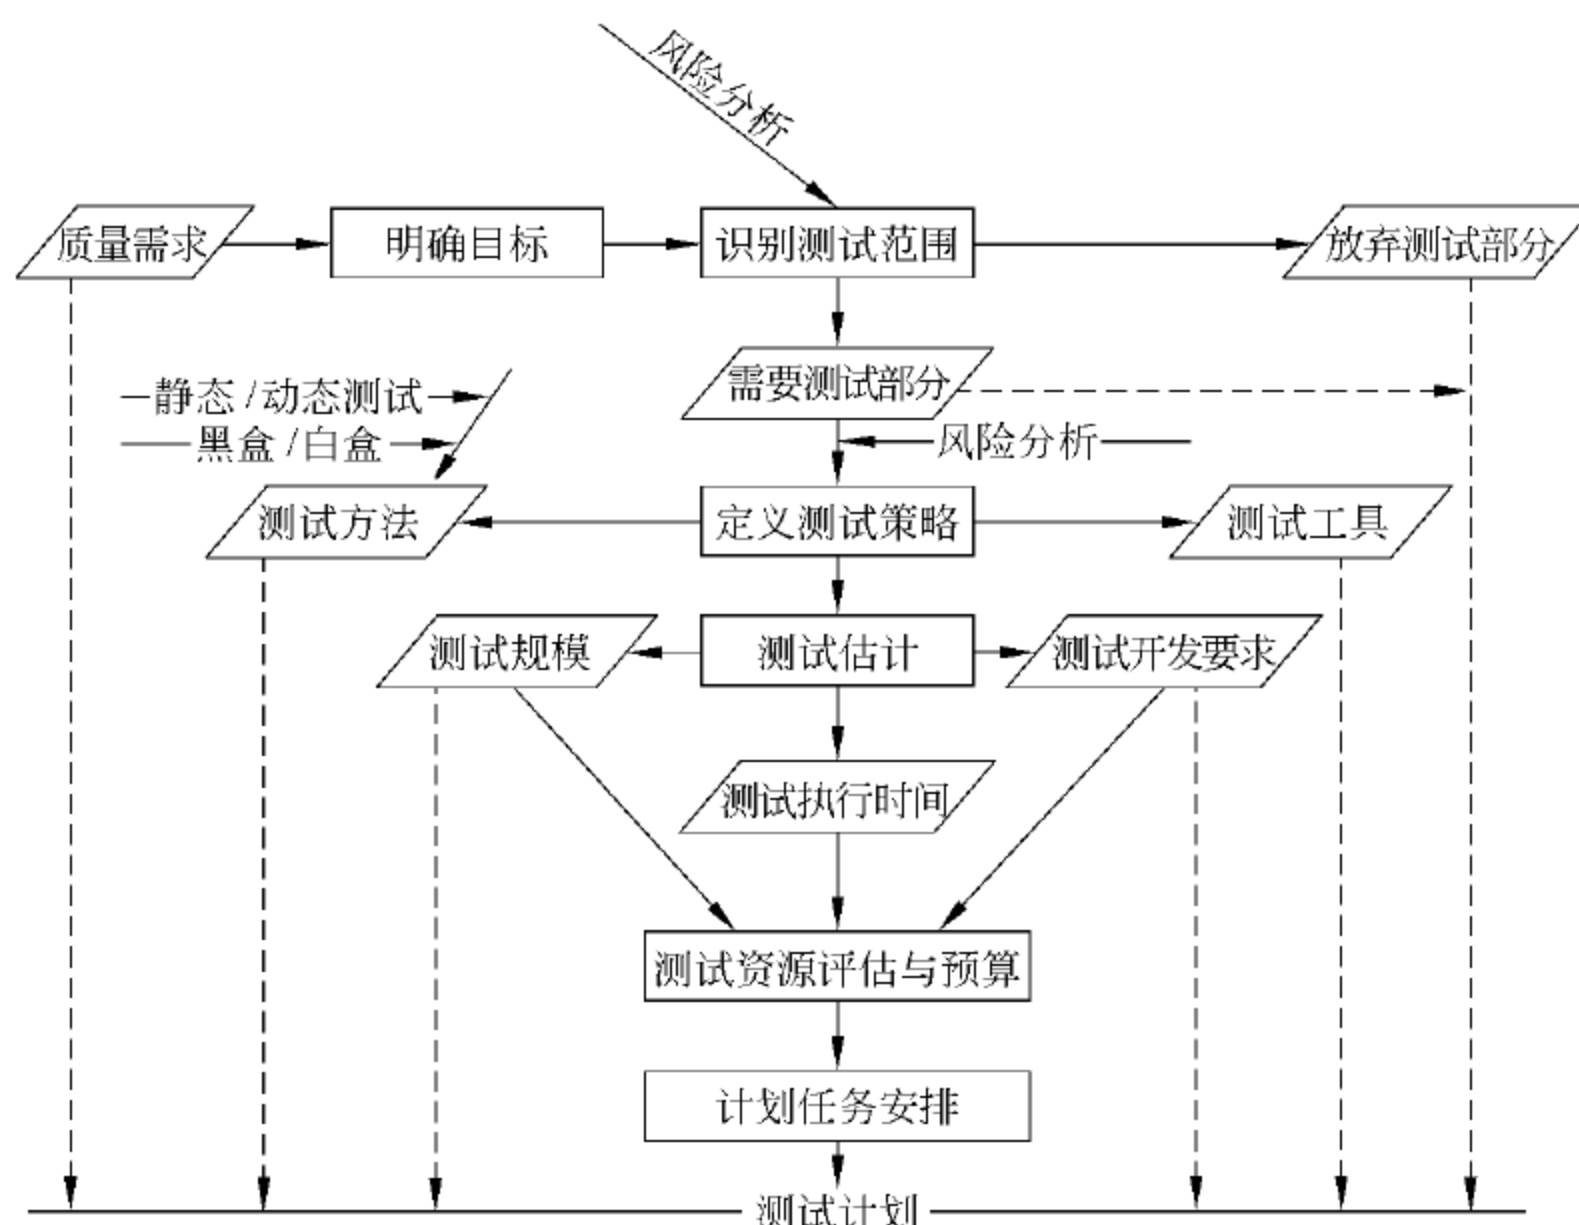 风险分析
质量需求
明确目标
识别测试范围
放弃测试部分
需要测试部分
静态/动态测试
黑盒/白盒
风险分析
测试方法
定义测试策略
测试工具
测试规模
测试估计
测试开发要求
测试执行时间
测试资源评估与预算
计划任务安排
测试计划